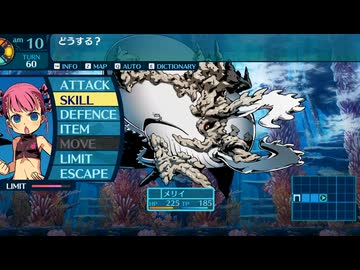 am 10
TURN
60
どうする?
INFO
Z MAP
Q AUTO
E DICTIONARY
ATTACK
SKILL
DEFENCE
ITEM
MOVE
LIMIT
ESCAPE
LIMIT
メリイ
HP 225 TP 185